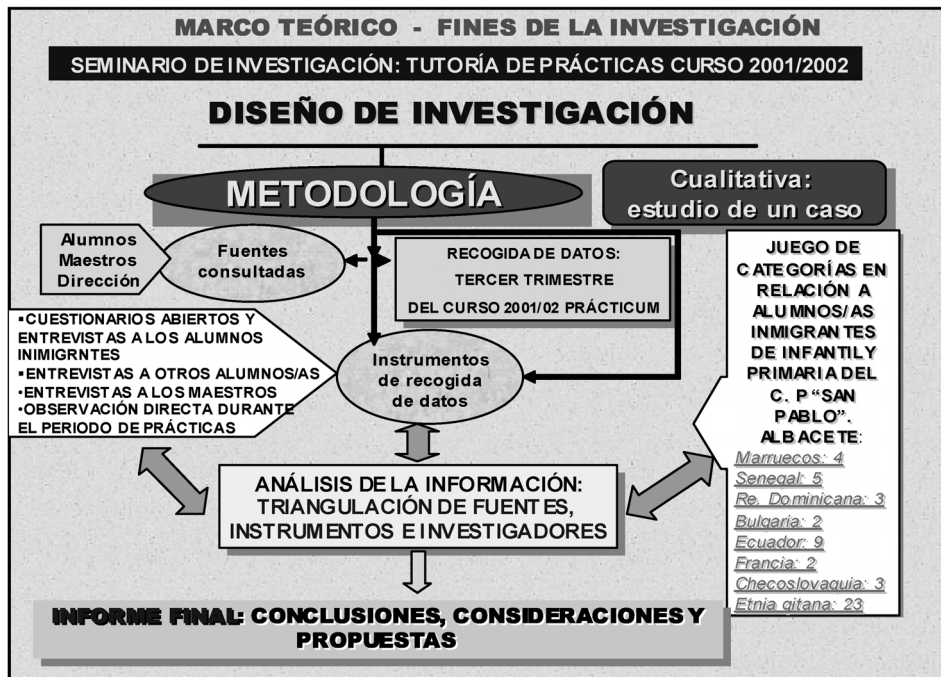 MARCO TEÓRICO - FINES DE LA INVESTIGACIÓN
SEMINARIO DE INVESTIGACIÓN: TUTORÍA DE PRÁCTICAS CURSO 2001/2002
DISEÑO DE INVESTIGACIÓN
METODOLOGÍA
Cualitativa:
estudio de un caso
Alumnos
Maestros
Dirección
Fuentes
consultadas
RECOGIDA DE DATOS:
TERCER TRIMESTRE
DEL CURSO 2001/02 PRÁCTICUM
▪CUESTIONARIOS ABIERTOS Y
ENTREVISTAS A LOS ALUMNOS
INIMIGRNTES
▪ENTREVISTAS A OTROS ALUMNOS/AS
▪ENTREVISTAS A LOS MAESTROS
▪OBSERVACIÓN DIRECTA DURANTE
EL PERIODO DE PRÁCTICAS
Instrumentos
de recogida
de datos
JUEGO DE
CATEGORÍAS EN
RELACIÓN A
ALUMNOS/AS
INMIGRANTES
DE INFANTIL Y
PRIMARIA DEL
C. P "SAN
PABLO".
ALBACETE:
Marruecos: 4
Senegal: 5
Re. Dominicana: 3
Bulgaria: 2
Ecuador: 9
Francia: 2
Checoslovaquia: 3
Etnia gitana: 23
ANÁLISIS DE LA INFORMACIÓN:
TRIANGULACIÓN DE FUENTES,
INSTRUMENTOS E INVESTIGADORES
INFORME FINAL: CONCLUSIONES, CONSIDERACIONES Y
PROPUESTAS